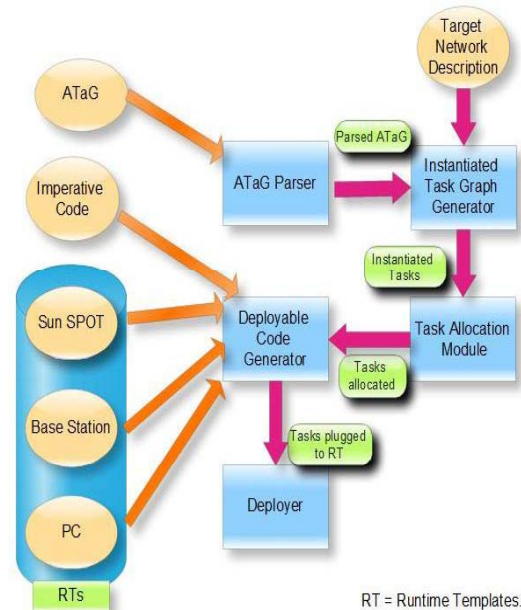 Target
Network
Description
ATaG
Parsed ATaG
Imperative
Code
ATaG Parser
Instantiated
Task Graph
Generator
Instantiated
Tasks
Sun SPOT
Deployable
Code
Generator
Task Allocation
Module
Tasks
allocated
Base Station
Tasks plugged
to RT
Deployer
PC
RTs
RT = Runtime Templates.